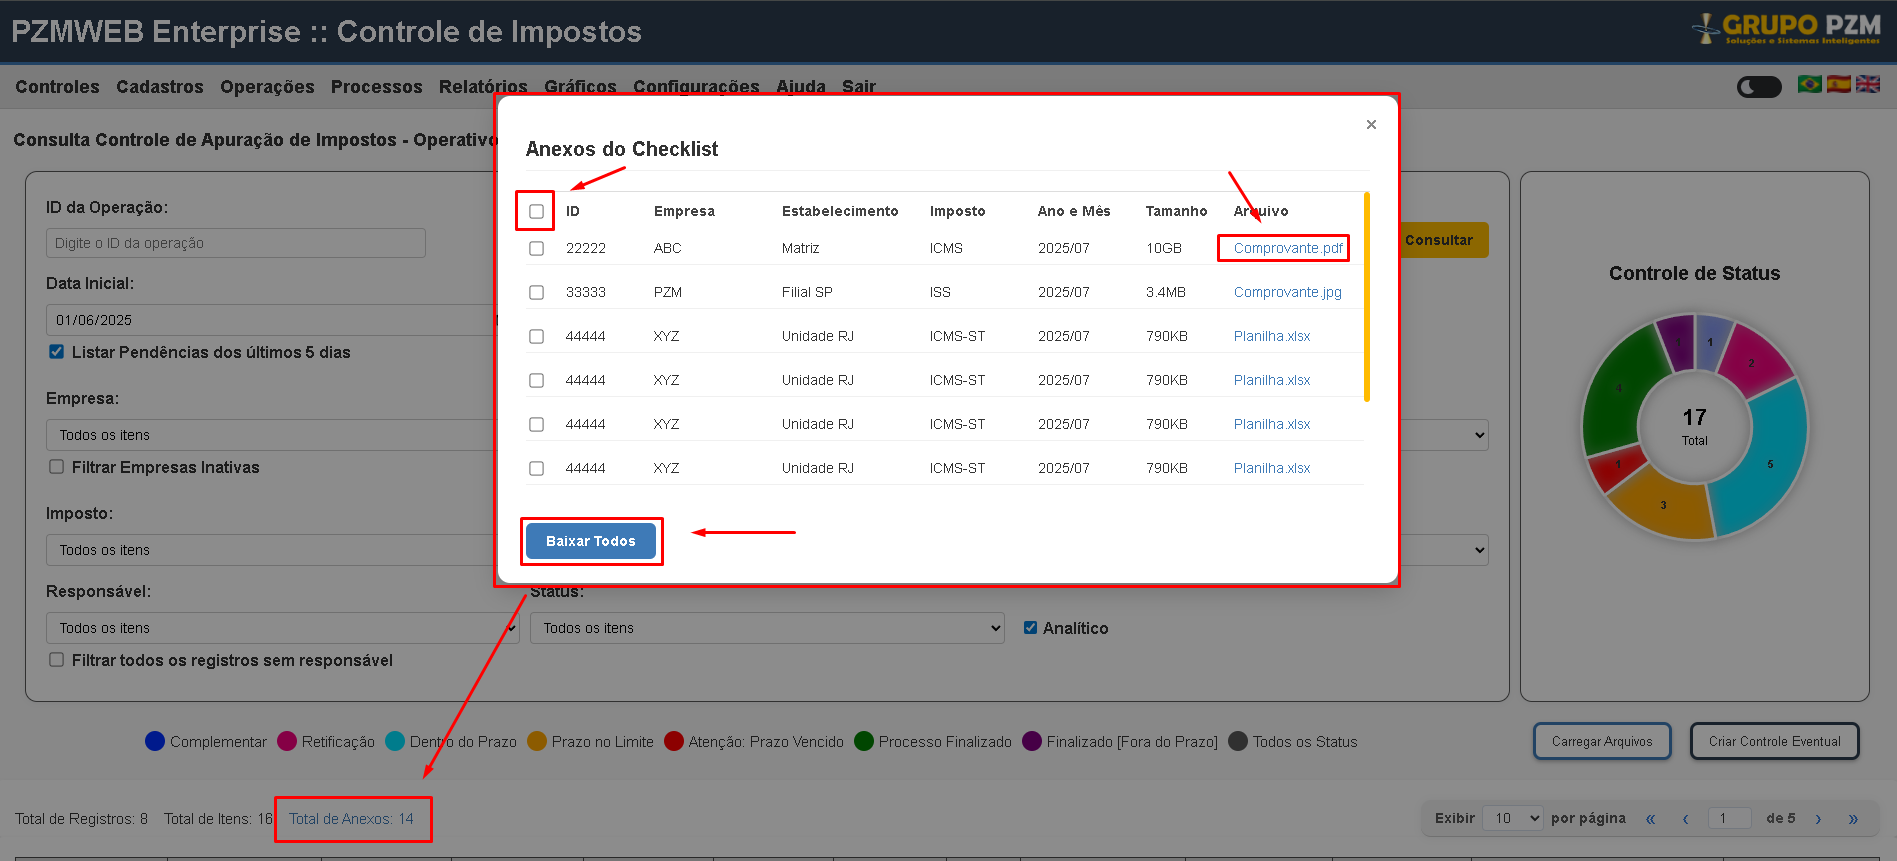 PZMWEB Enterprise :: Controle de Impostos
GRUPO PZM
Soluções e Sistemas Inteligentes
Controles Cadastros Operações Processos Relatórios Gráficos Configurações Ajuda Sair
Consulta Controle de Apuração de Impostos - Operativo
ID da Operação:
Digite o ID da operação
Data Inicial:
01/06/2025
Listar Pendências dos últimos 5 dias
Empresa:
Todos os itens
Filtrar Empresas Inativas
Imposto:
Todos os itens
Responsável:
Todos os itens
Filtrar todos os registros sem responsável
Status:
Todos os itens
Analítico
Consultar
×
Anexos do Checklist
ID Empresa Estabelecimento Imposto Ano e Mês Tamanho Arquivo
22222 ABC Matriz ICMS 2025/07 10GB Comprovante.pdf
33333 PZM Filial SP ISS 2025/07 3.4MB Comprovante.jpg
44444 XYZ Unidade RJ ICMS-ST 2025/07 790KB Planilha.xlsx
44444 XYZ Unidade RJ ICMS-ST 2025/07 790KB Planilha.xlsx
44444 XYZ Unidade RJ ICMS-ST 2025/07 790KB Planilha.xlsx
44444 XYZ Unidade RJ ICMS-ST 2025/07 790KB Planilha.xlsx
Baixar Todos
Controle de Status
1
1
2
4
17
Total
1
5
3
Complementar Retificação Dentro do Prazo Prazo no Limite Atenção: Prazo Vencido Processo Finalizado Finalizado [Fora do Prazo] Todos os Status
Carregar Arquivos
Criar Controle Eventual
Total de Registros: 8 Total de Itens: 16 Total de Anexos: 14
Exibir 10 por página « ‹ 1 de 5 › »